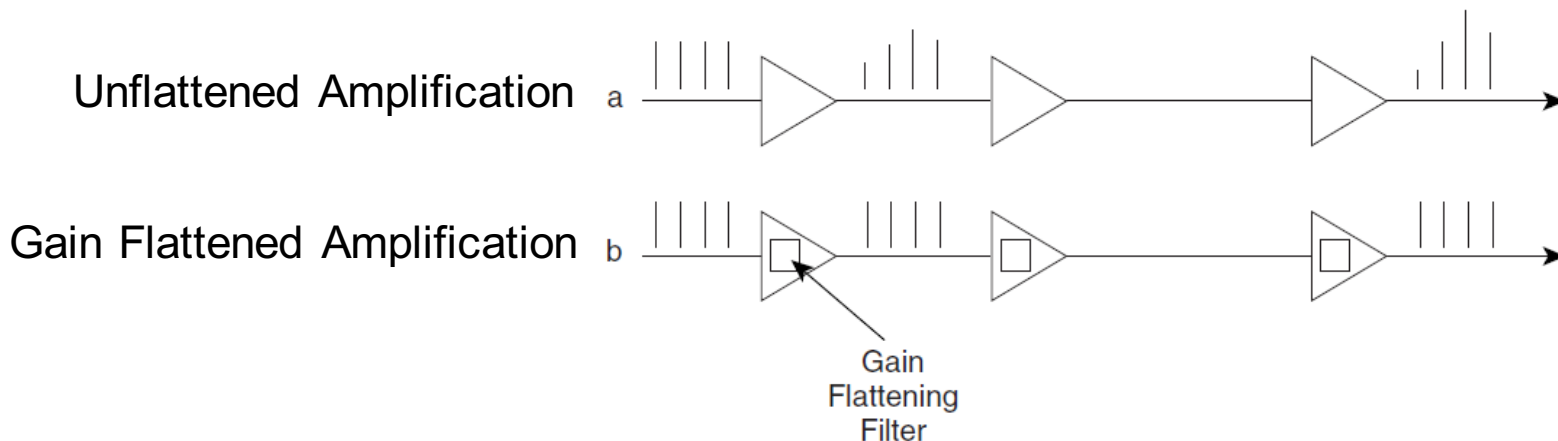 Unflattened Amplification a
Gain Flattened Amplification b
Gain
Flattening
Filter